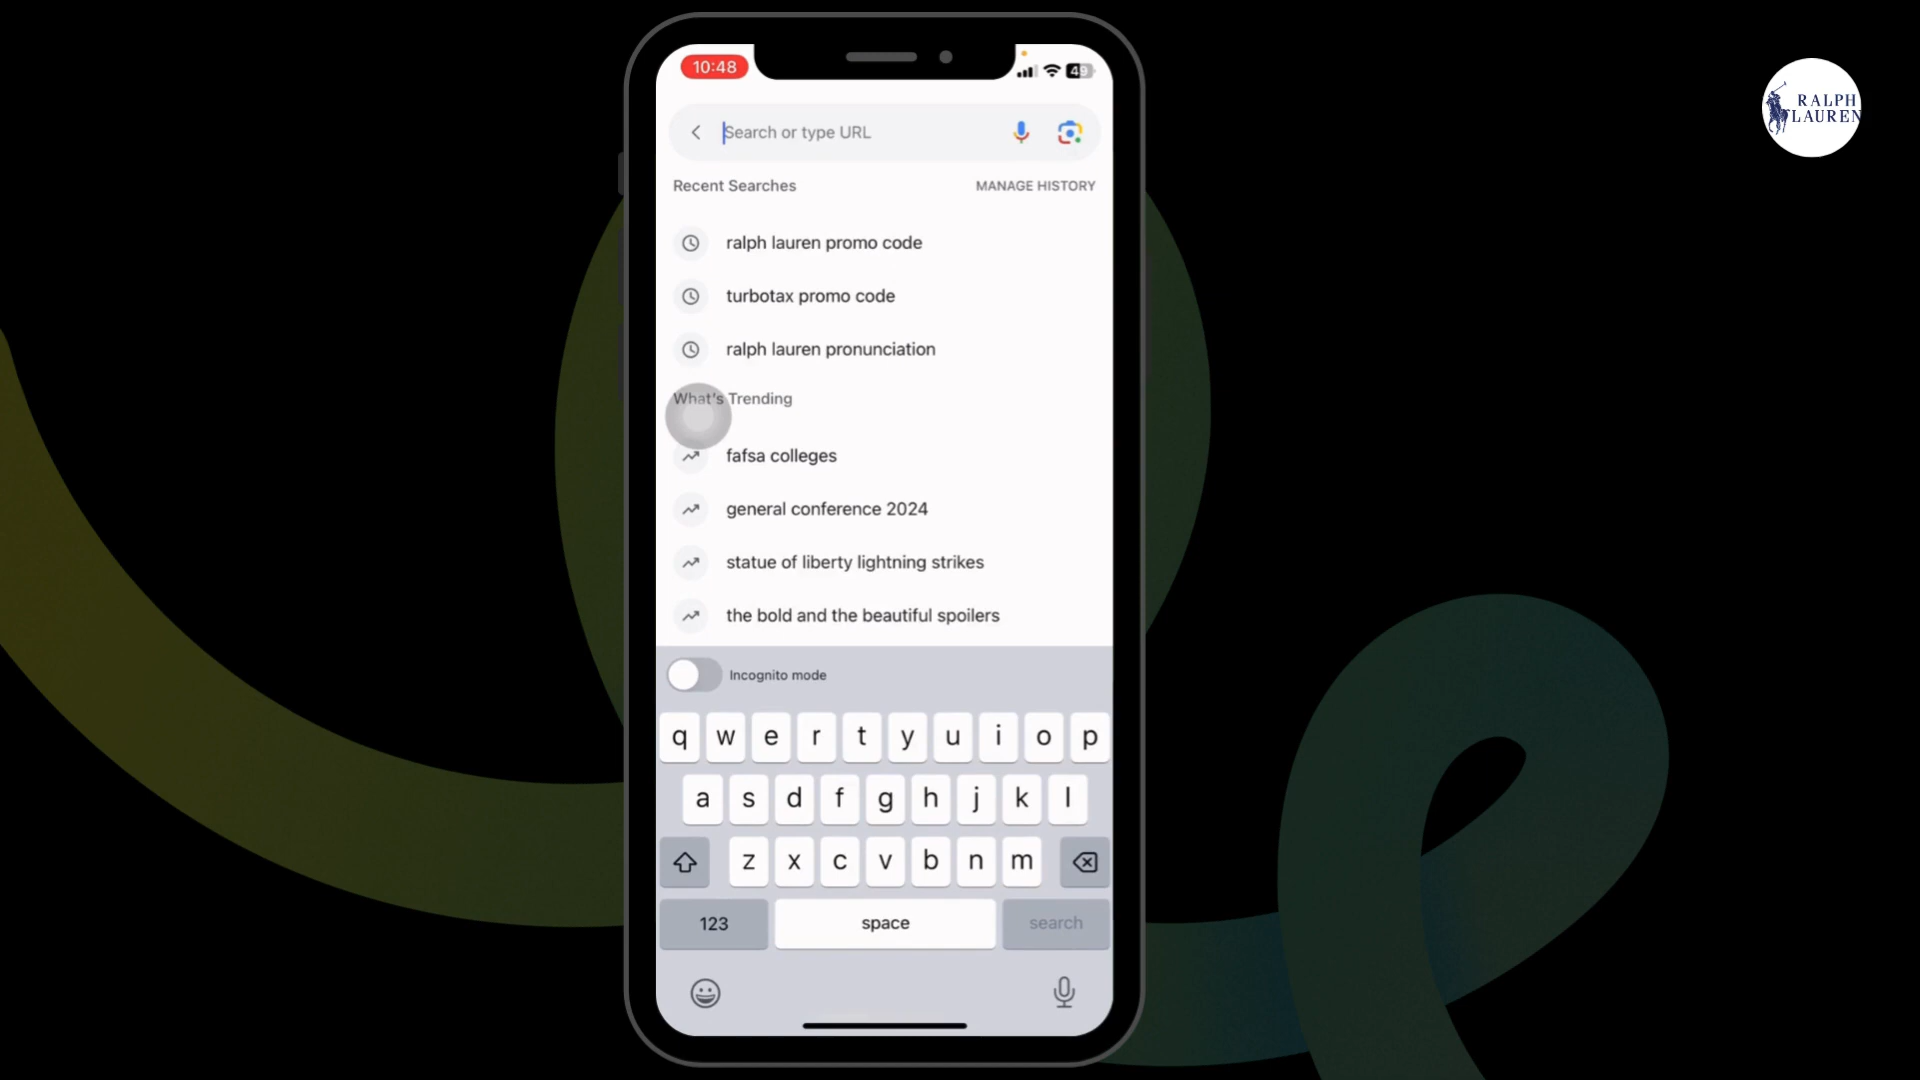 10:48
49
RALPH
LAUREN
Search or type URL
Recent Searches
MANAGE HISTORY
ralph lauren promo code
turbotax promo code
ralph lauren pronunciation
What's Trending
fafsa colleges
general conference 2024
statue of liberty lightning strikes
the bold and the beautiful spoilers
Incognito mode
q w e r t y u i o p
a s d f g h j k l
z x c v b n m
123 space search